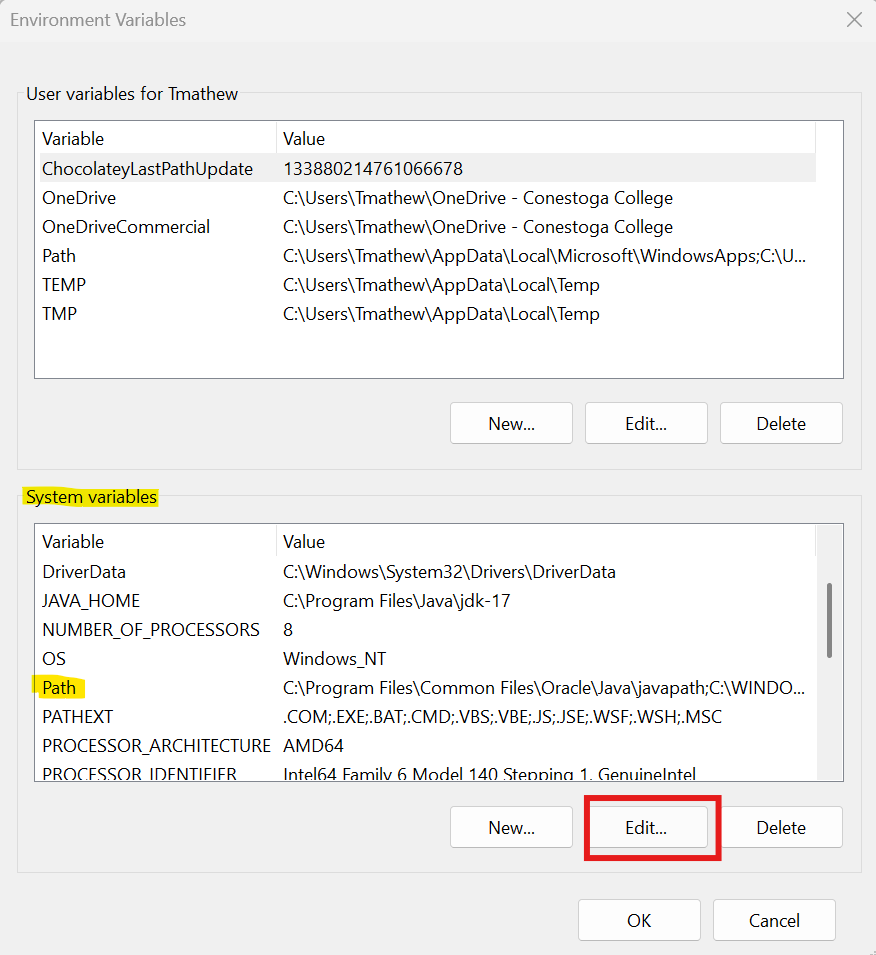 Environment Variables
User variables for Tmathew
Variable Value
ChocolateyLastPathUpdate 133880214761066678
OneDrive C:\Users\Tmathew\OneDrive - Conestoga College
OneDriveCommercial C:\Users\Tmathew\OneDrive - Conestoga College
Path C:\Users\Tmathew\AppData\Local\Microsoft\WindowsApps;C:\U...
TEMP C:\Users\Tmathew\AppData\Local\Temp
TMP C:\Users\Tmathew\AppData\Local\Temp
New... Edit... Delete
System variables
Variable Value
DriverData C:\Windows\System32\Drivers\DriverData
JAVA_HOME C:\Program Files\Java\jdk-17
NUMBER_OF_PROCESSORS 8
OS Windows_NT
Path C:\Program Files\Common Files\Oracle\Java\javapath;C:\WINDO...
PATHEXT .COM;.EXE;.BAT;.CMD;.VBS;.VBE;.JS;.JSE;.WSF;.WSH;.MSC
PROCESSOR_ARCHITECTURE AMD64
PROCESSOR_IDENTIFIER Intel64 Family 6 Model 140 Stepping 1, GenuineIntel
New... Edit... Delete
OK Cancel